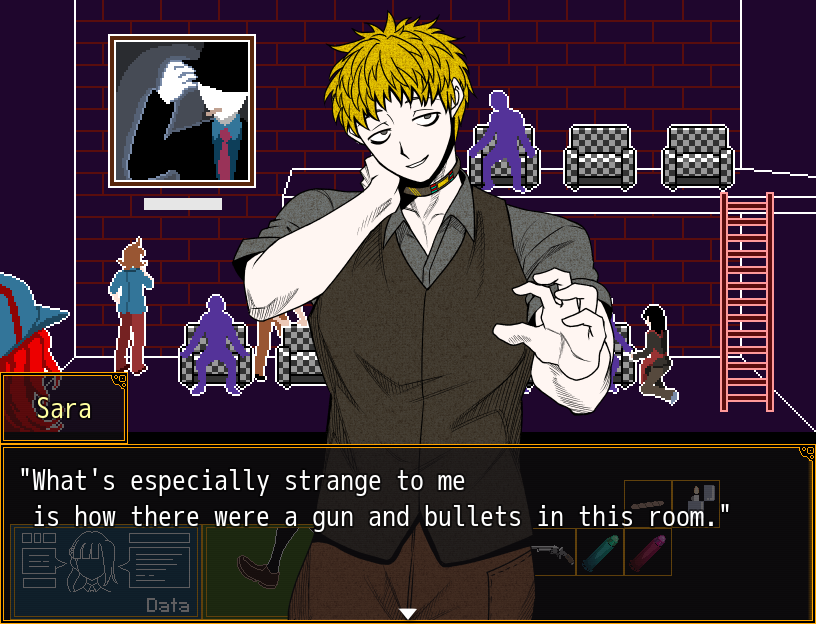 Sara
"What's especially strange to me
is how there were a gun and bullets in this room."
Data